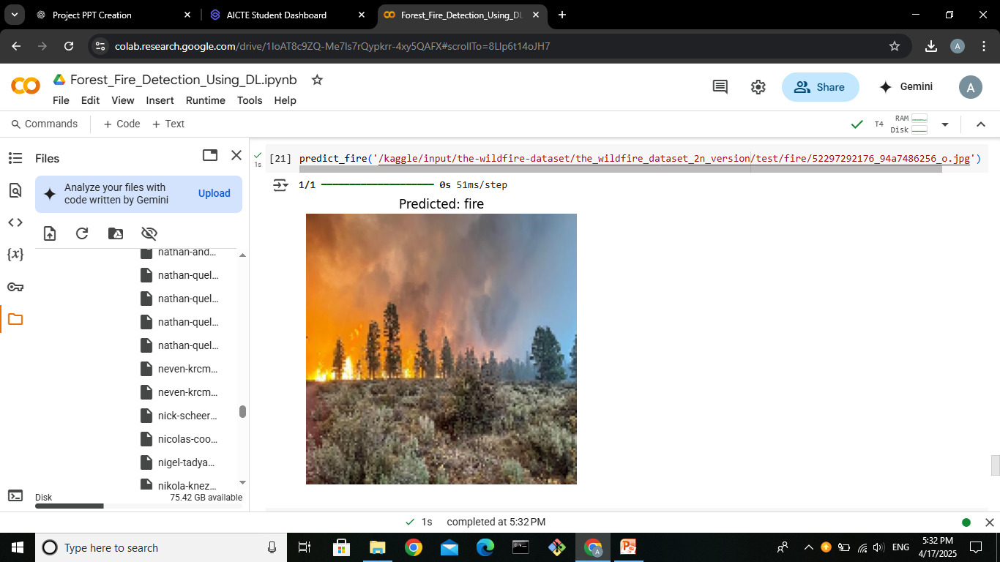 Project PPT Creation
AICTE Student Dashboard
Forest_Fire_Detection_Using_DL
colab.research.google.com/drive/1IoAT8c9ZQ-Me7Is7rQypkrr-4xy5QAFX#scrollTo=8LIp6t14oJH7
A
CO
Forest_Fire_Detection_Using_DL.ipynb
File Edit View Insert Runtime Tools Help
Share
Gemini
A
Commands + Code + Text
T4 RAM
Disk
Files
Analyze your files with
code written by Gemini
Upload
{x}
nathan-and...
nathan-quel...
nathan-quel...
nathan-quel...
nathan-quel...
neven-krcm...
neven-krcm...
nick-scheer...
nicolas-coo...
nigel-tadya...
nikola-knez...
Disk 75.42 GB available
1s
[21] predict_fire('/kaggle/input/the-wildfire-dataset/the_wildfire_dataset_2n_version/test/fire/52297292176_94a7486256_o.jpg')
1/1 0s 51ms/step
Predicted: fire
1s completed at 5:32 PM
Type here to search
A
ENG
5:32 PM
4/17/2025